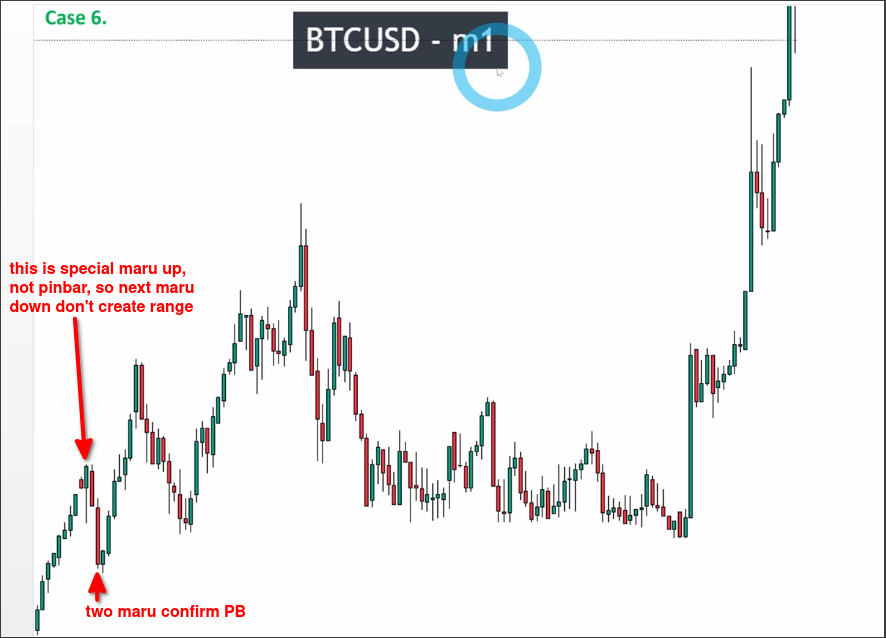 Case 6.
BTCUSD - m1
this is special maru up,
not pinbar, so next maru
down don't create range
two maru confirm PB